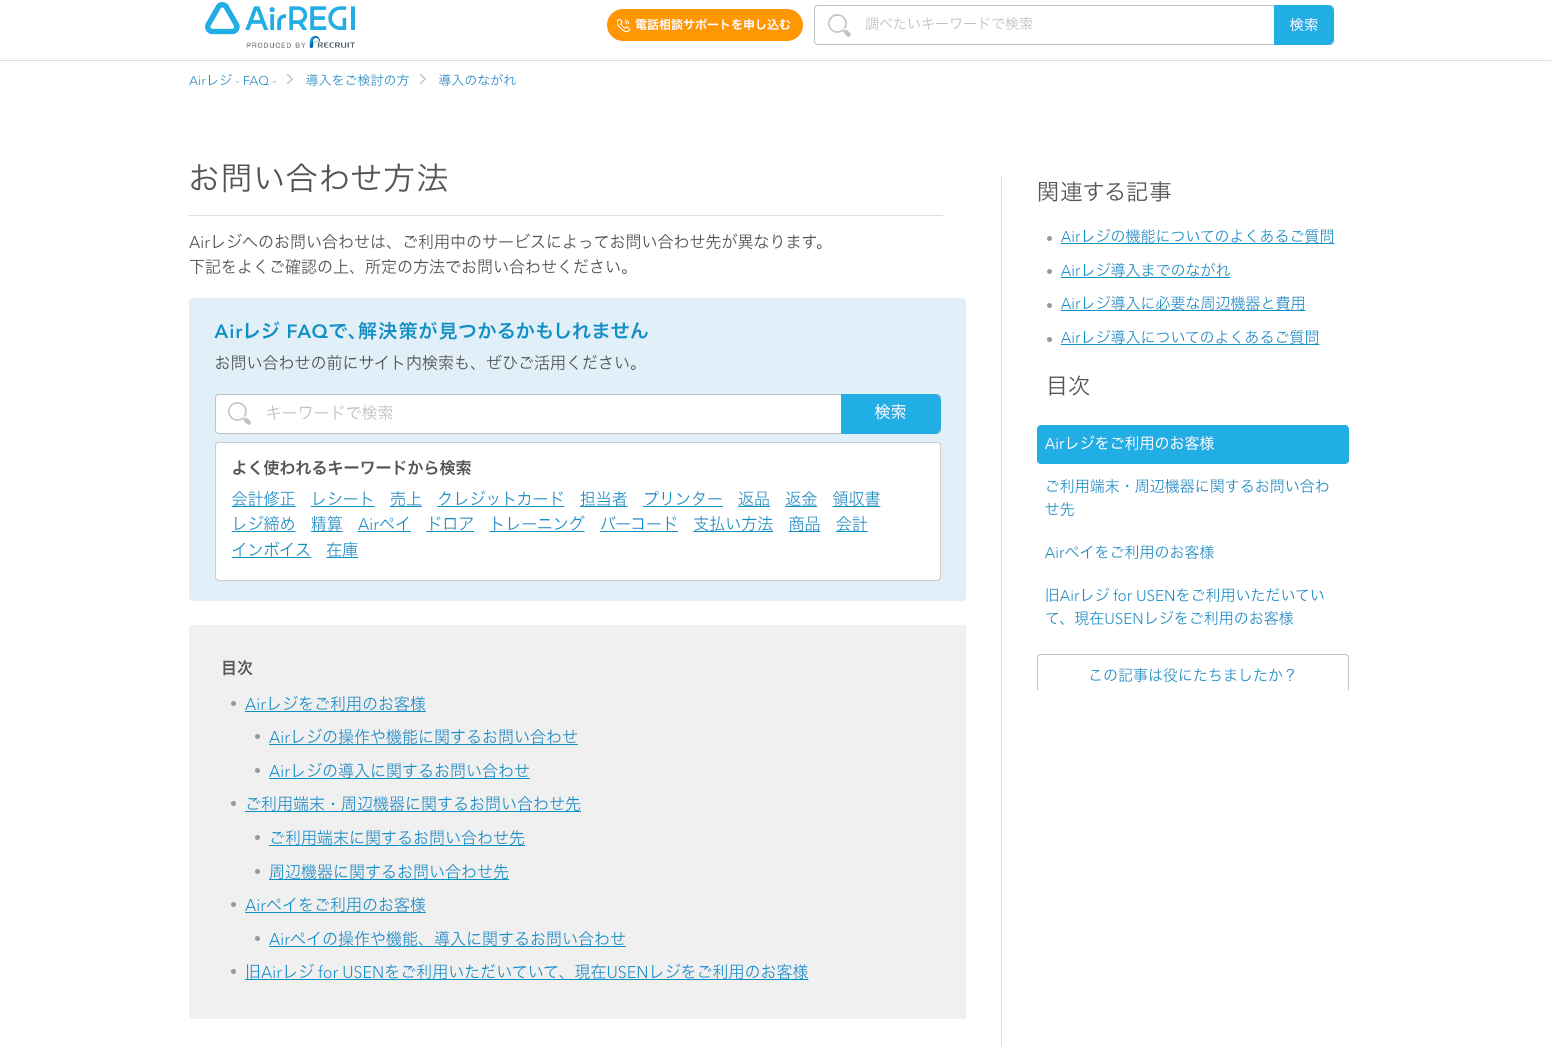 AirREGI
PRODUCED BY RECRUIT
電話相談サポートを申し込む
調べたいキーワードで検索
検索
Airレジ - FAQ -
導入をご検討の方
導入のながれ
お問い合わせ方法
Airレジへのお問い合わせは、ご利用中のサービスによってお問い合わせ先が異なります。
下記をよくご確認の上、所定の方法でお問い合わせください。
Airレジ FAQで、解決策が見つかるかもしれません
お問い合わせの前にサイト内検索も、ぜひご活用ください。
キーワードで検索
検索
よく使われるキーワードから検索
会計修正 レシート 売上 クレジットカード 担当者 プリンター 返品 返金 領収書
レジ締め 精算 Airペイ ドロア トレーニング バーコード 支払い方法 商品 会計
インボイス 在庫
目次
Airレジをご利用のお客様
Airレジの操作や機能に関するお問い合わせ
Airレジの導入に関するお問い合わせ
ご利用端末・周辺機器に関するお問い合わせ先
ご利用端末に関するお問い合わせ先
周辺機器に関するお問い合わせ先
Airペイをご利用のお客様
Airペイの操作や機能、導入に関するお問い合わせ
旧Airレジ for USENをご利用いただいていて、現在USENレジをご利用のお客様
関連する記事
Airレジの機能についてのよくあるご質問
Airレジ導入までのながれ
Airレジ導入に必要な周辺機器と費用
Airレジ導入についてのよくあるご質問
目次
Airレジをご利用のお客様
ご利用端末・周辺機器に関するお問い合わ
せ先
Airペイをご利用のお客様
旧Airレジ for USENをご利用いただいてい
て、現在USENレジをご利用のお客様
この記事は役にたちましたか？